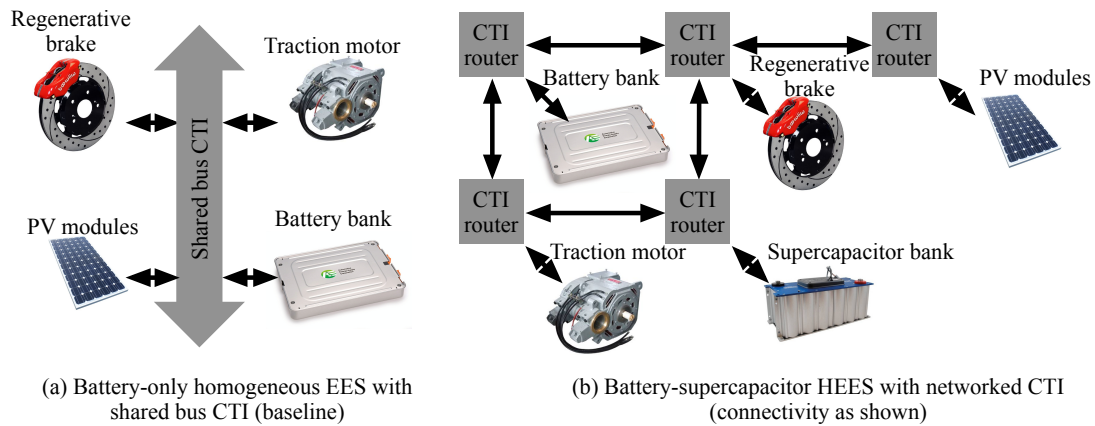 Regenerative
brake
Traction motor
Shared bus CTI
PV modules
Battery bank
(a) Battery-only homogeneous EES with
shared bus CTI (baseline)
CTI
router
CTI
router
CTI
router
Battery bank
Regenerative
brake
PV modules
CTI
router
CTI
router
Traction motor
Supercapacitor bank
(b) Battery-supercapacitor HEES with networked CTI
(connectivity as shown)